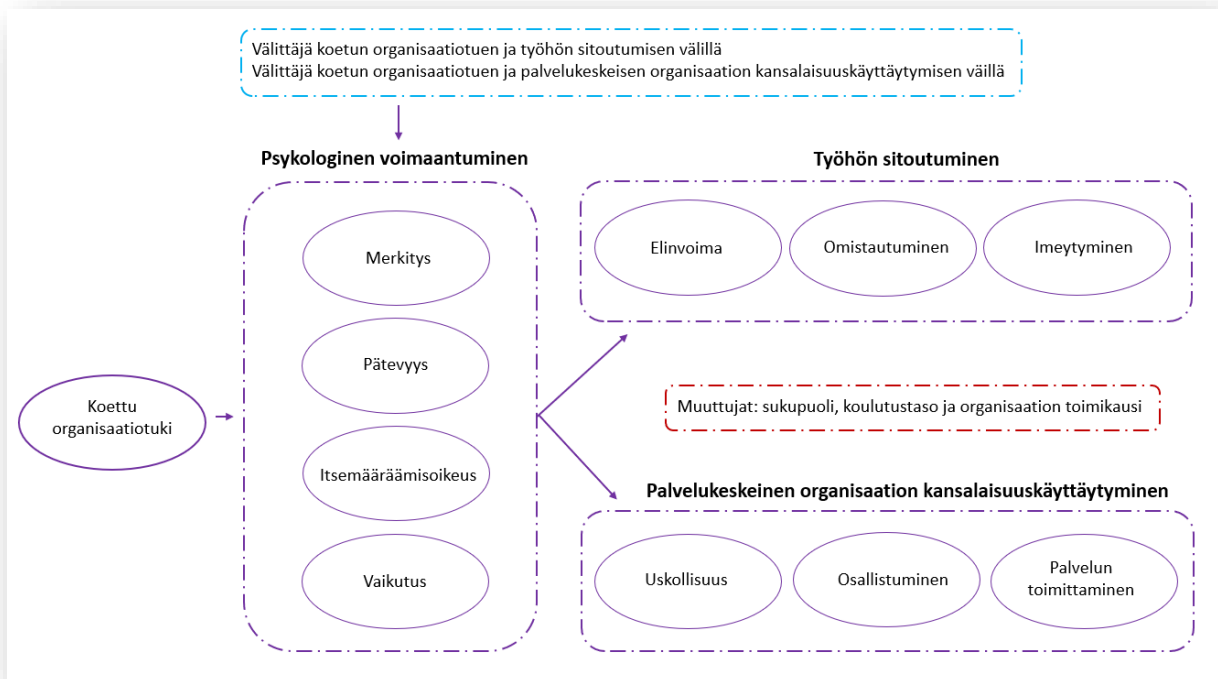 Välittäjä koetun organisaatiotuen ja työhön sitoutumisen välillä
Välittäjä koetun organisaatiotuen ja palvelukeskeisen organisaation kansalaisuuskäyttäytymisen väillä
Psykologinen voimaantuminen
Merkitys
Pätevyys
Itsemääräämisoikeus
Vaikutus
Koettu
organisaatiotuki
Työhön sitoutuminen
Elinvoima
Omistautuminen
Imeytyminen
Muuttujat: sukupuoli, koulutustaso ja organisaation toimikausi
Palvelukeskeinen organisaation kansalaisuuskäyttäytyminen
Uskollisuus
Osallistuminen
Palvelun
toimittaminen